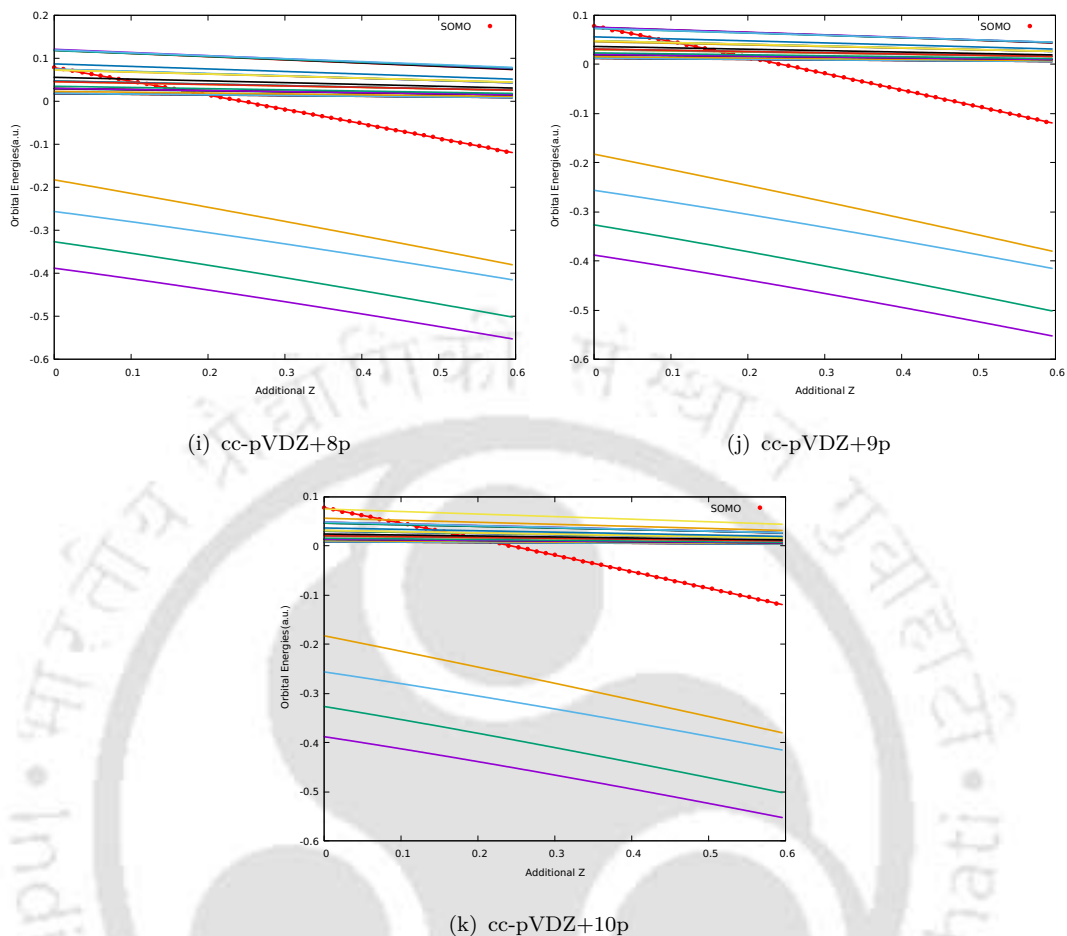 0.2
0.1
0
-0.1
-0.2
-0.3
-0.4
-0.5
-0.6
0 0.1 0.2 0.3 0.4 0.5 0.6
Orbital Energies(a.u.)
Additional Z
SOMO
(i) cc-pVDZ+8p
0.1
0
-0.1
-0.2
-0.3
-0.4
-0.5
-0.6
0 0.1 0.2 0.3 0.4 0.5 0.6
Orbital Energies(a.u.)
Additional Z
SOMO
(j) cc-pVDZ+9p
0.1
0
-0.1
-0.2
-0.3
-0.4
-0.5
-0.6
0 0.1 0.2 0.3 0.4 0.5 0.6
Orbital Energies(a.u.)
Additional Z
SOMO
(k) cc-pVDZ+10p